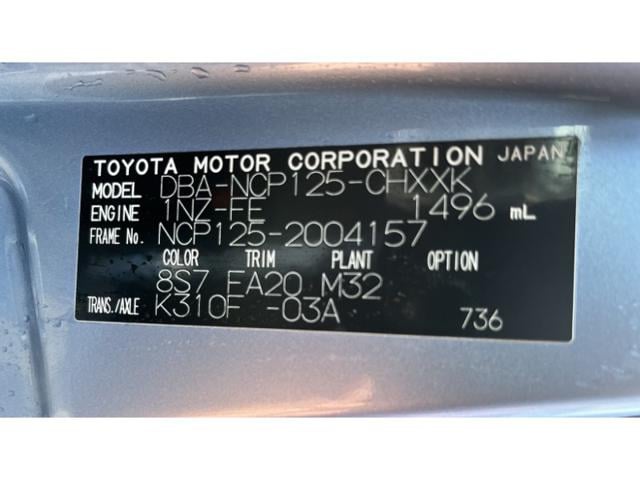 TOYOTA MOTOR CORPORATION JAPAN
MODEL DBA-NCP125-CHXXK
ENGINE 1NZ-FE 1496 mL
FRAME No. NCP125-2004157
COLOR TRIM PLANT OPTION
8S7 FA20 M32
TRANS./AXLE K310F -03A 736